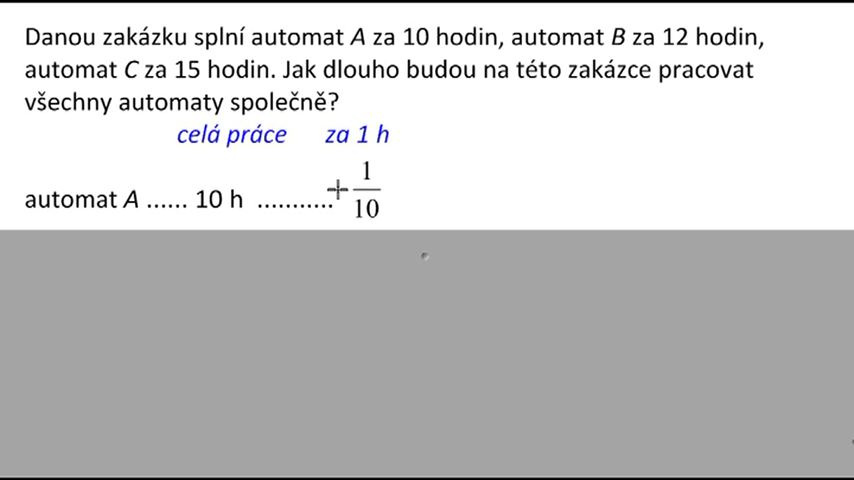 Danou zakázku splní automat A za 10 hodin, automat B za 12 hodin,
automat C za 15 hodin. Jak dlouho budou na této zakázce pracovat
všechny automaty společně?
celá práce za 1 h
automat A ...... 10 h ........... 1/10